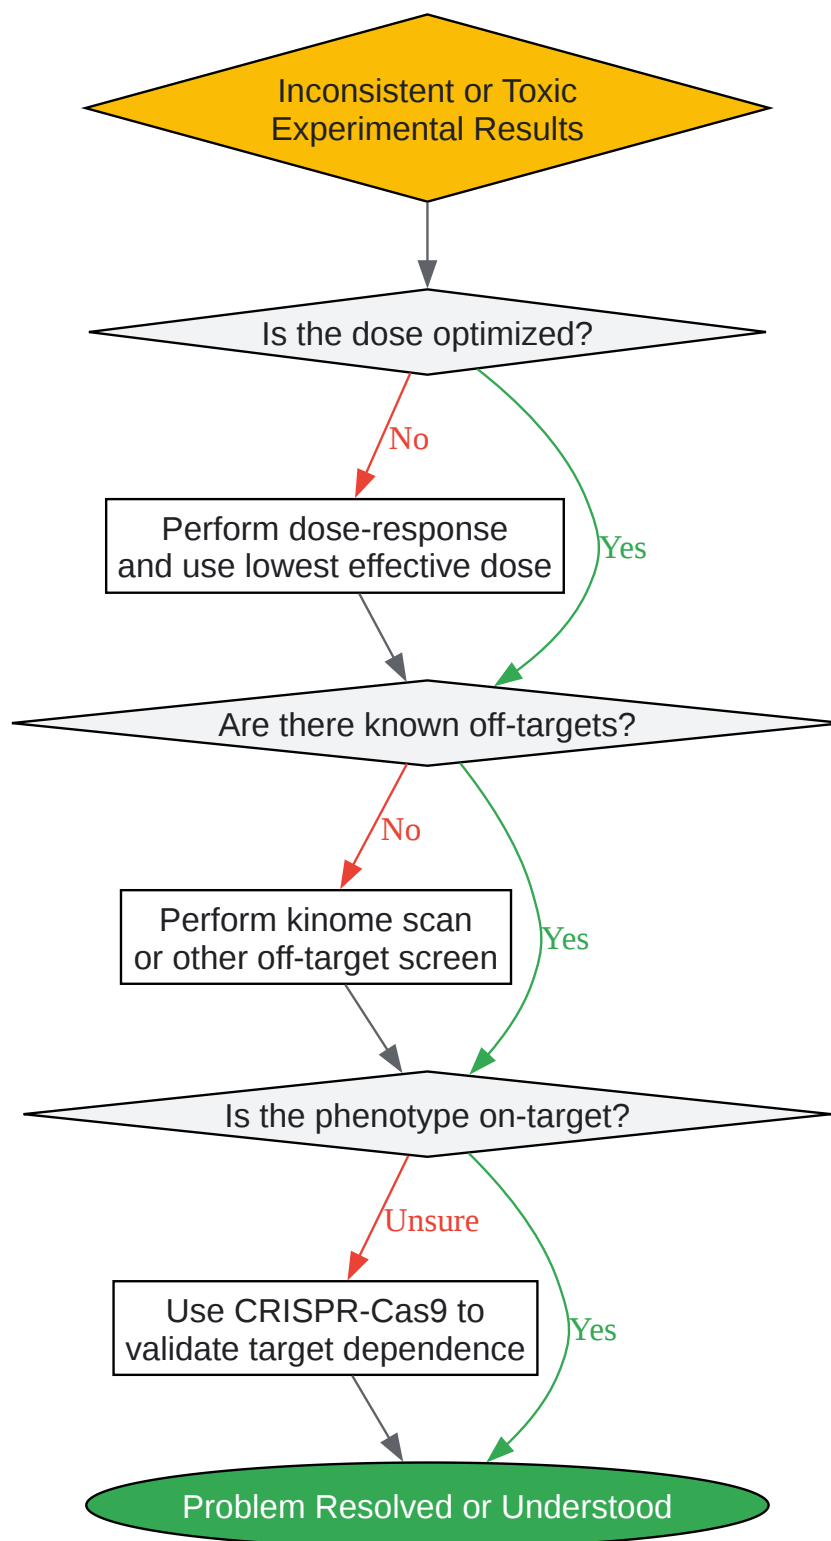 Inconsistent or Toxic
Experimental Results
Is the dose optimized?
No
Perform dose-response
and use lowest effective dose
Yes
Are there known off-targets?
No
Perform kinome scan
or other off-target screen
Yes
Is the phenotype on-target?
Unsure
Use CRISPR-Cas9 to
validate target dependence
Yes
Problem Resolved or Understood